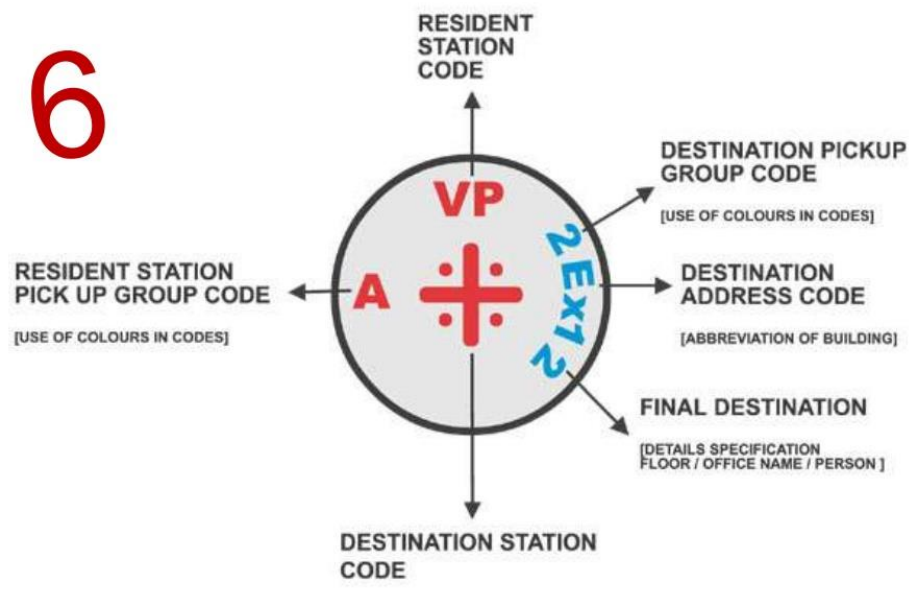 6
RESIDENT
STATION
CODE
DESTINATION PICKUP
GROUP CODE
[USE OF COLOURS IN CODES]
VP
A
2 Ex1 2
RESIDENT STATION
PICK UP GROUP CODE
[USE OF COLOURS IN CODES]
DESTINATION
ADDRESS CODE
[ABBREVIATION OF BUILDING]
FINAL DESTINATION
[DETAILS SPECIFICATION
FLOOR / OFFICE NAME / PERSON ]
DESTINATION STATION
CODE